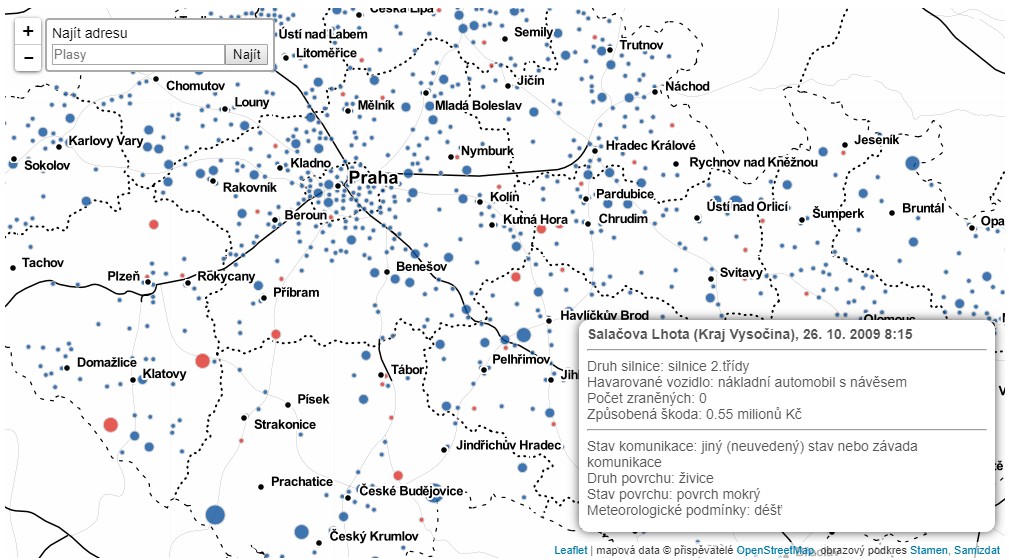 +
−
Najít adresu
Plasy
Najít
Česká Lípa
Ústí nad Labem
Litoměřice
Semily
Trutnov
Chomutov
Louny
Mělník
Mladá Boleslav
Jičín
Náchod
Karlovy Vary
Sokolov
Kladno
Rakovník
Praha
Nymburk
Hradec Králové
Rychnov nad Kněžnou
Jeseník
Beroun
Kolín
Kutná Hora
Pardubice
Chrudim
Ústí nad Orlicí
Šumperk
Bruntál
Opa
Tachov
Plzeň
Rokycany
Příbram
Benešov
Svitavy
Havlíčkův Brod
Olomouc
Domažlice
Klatovy
Tábor
Pelhřimov
Jih
Písek
Strakonice
Jindřichův Hradec
Prachatice
České Budějovice
Český Krumlov
Salačova Lhota (Kraj Vysočina), 26. 10. 2009 8:15
Druh silnice: silnice 2.třídy
Havarované vozidlo: nákladní automobil s návěsem
Počet zraněných: 0
Způsobená škoda: 0.55 milionů Kč
Stav komunikace: jiný (neuvedený) stav nebo závada
komunikace
Druh povrchu: živice
Stav povrchu: povrch mokrý
Meteorologické podmínky: déšť
Leaflet | mapová data © přispěvatelé OpenStreetMap, obrazový podkres Stamen, Samizdat